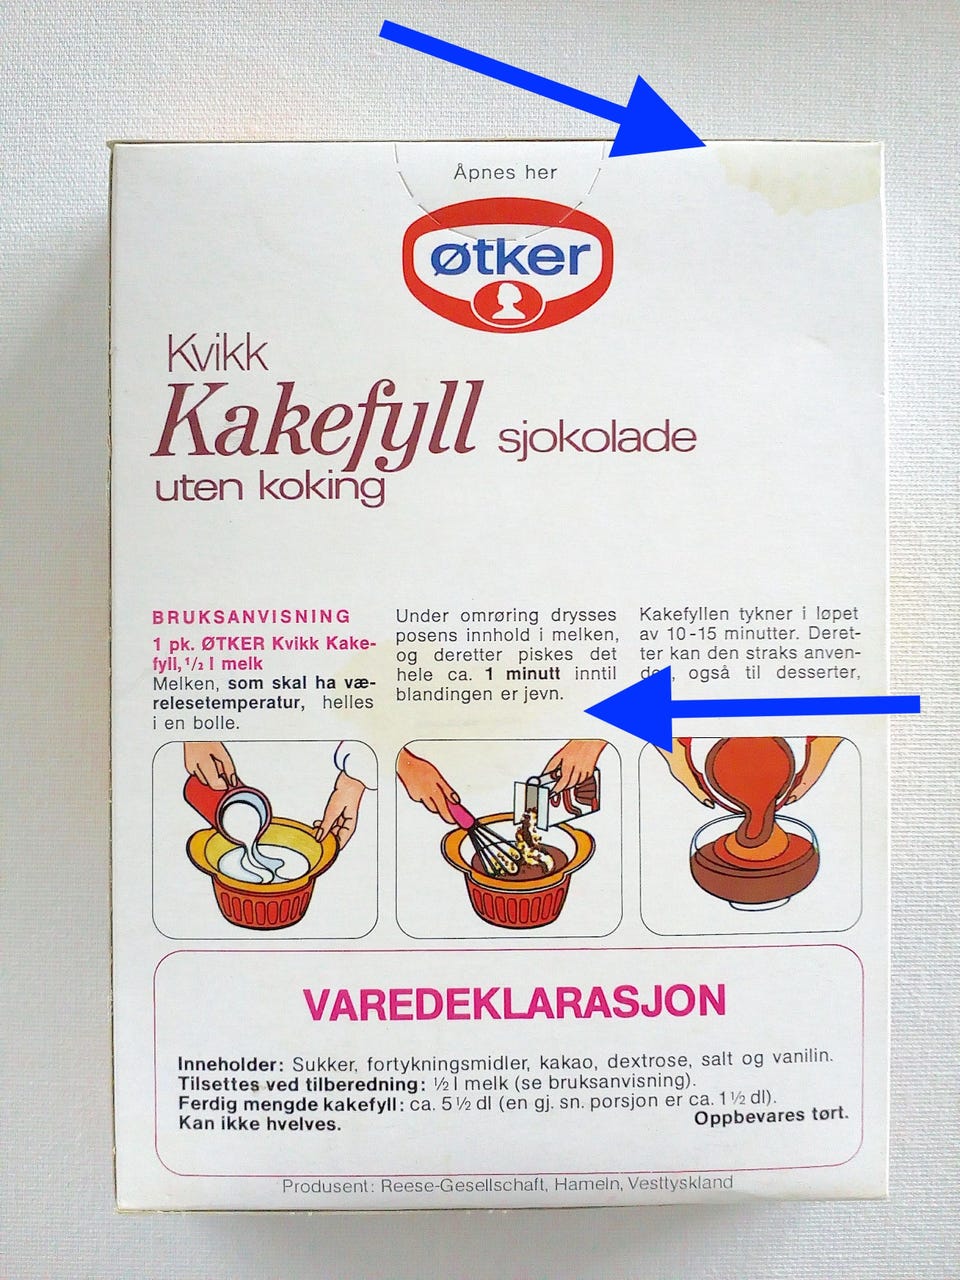 Åpnes her
øtker
Kvikk
Kakefyll sjokolade
uten koking
BRUKSANVISNING
1 pk. ØTKER Kvikk Kake-
fyll, 1/2 l melk
Melken, som skal ha væ-
relsetemperatur, helles
i en bolle.
Under omrøring drysses
posens innhold i melken,
og deretter piskes det
hele ca. 1 minutt inntil
blandingen er jevn.
Kakefyllen tykner i løpet
av 10-15 minutter. Deret-
ter kan den straks anven-
også til desserter,
VAREDEKLARASJON
Inneholder: Sukker, fortykningsmidler, kakao, dextrose, salt og vanilin.
Tilsettes ved tilberedning: ½ l melk (se bruksanvisning).
Ferdig mengde kakefyll: ca. 5½ dl (en gj. sn. porsjon er ca. 1½ dl).
Kan ikke hvelves. Oppbevares tørt.
Produsent: Reese-Gesellschaft, Hameln, Vesttyskland